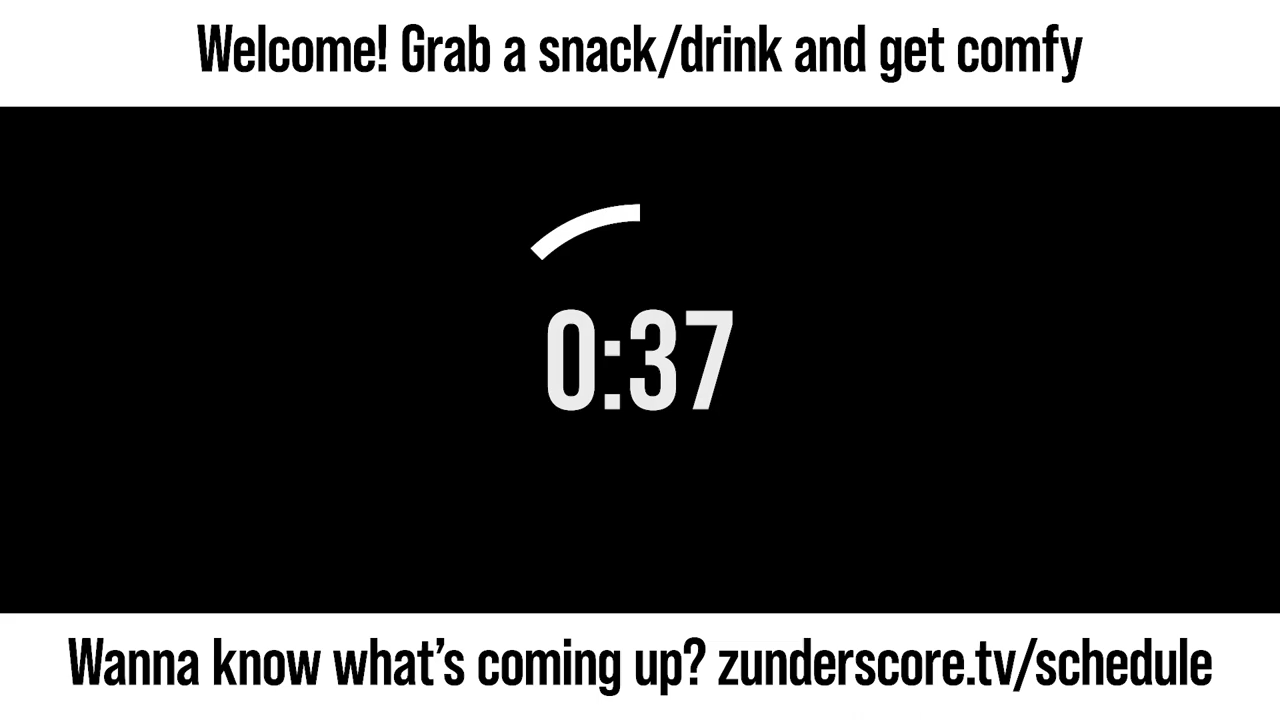 Welcome! Grab a snack/drink and get comfy
0:37
Wanna know what’s coming up? zunderscore.tv/schedule